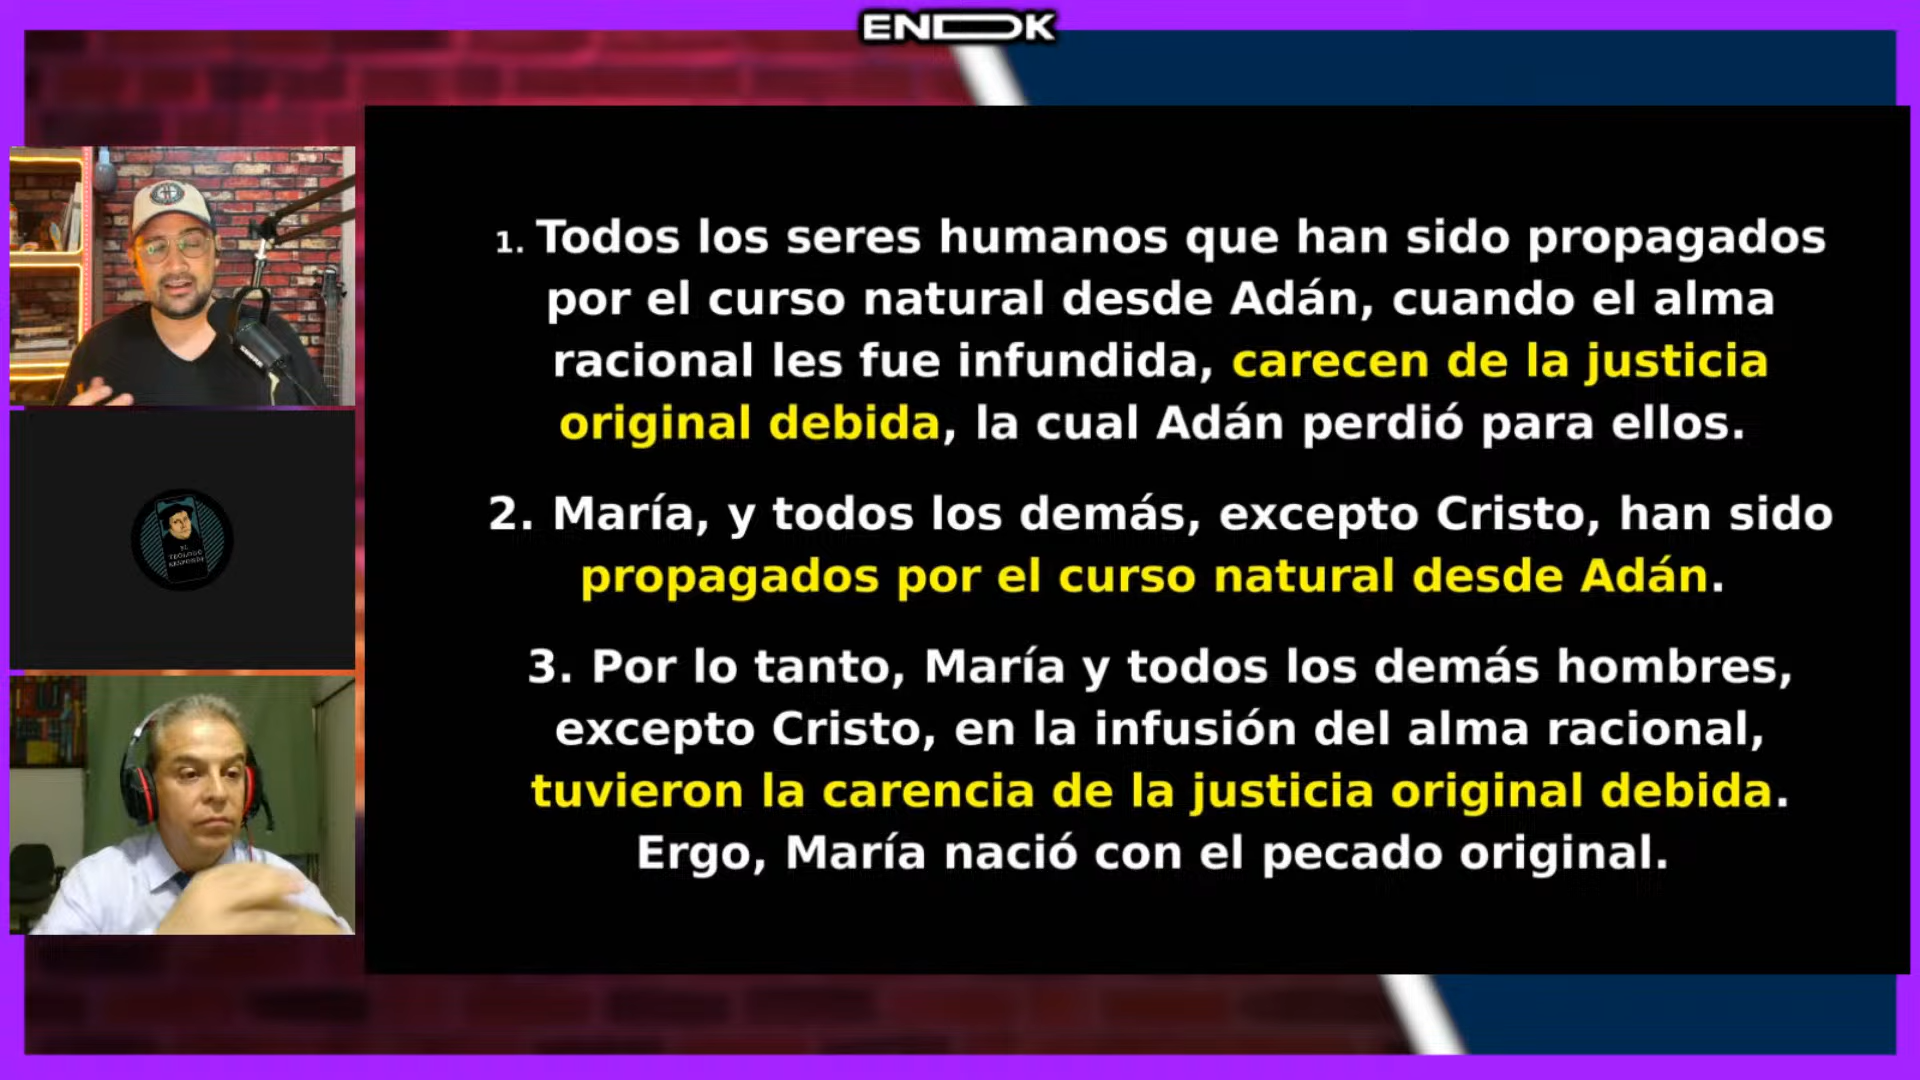 ENDK
1. Todos los seres humanos que han sido propagados
por el curso natural desde Adán, cuando el alma
racional les fue infundida, carecen de la justicia
original debida, la cual Adán perdió para ellos.
2. María, y todos los demás, excepto Cristo, han sido
propagados por el curso natural desde Adán.
3. Por lo tanto, María y todos los demás hombres,
excepto Cristo, en la infusión del alma racional,
tuvieron la carencia de la justicia original debida.
Ergo, María nació con el pecado original.